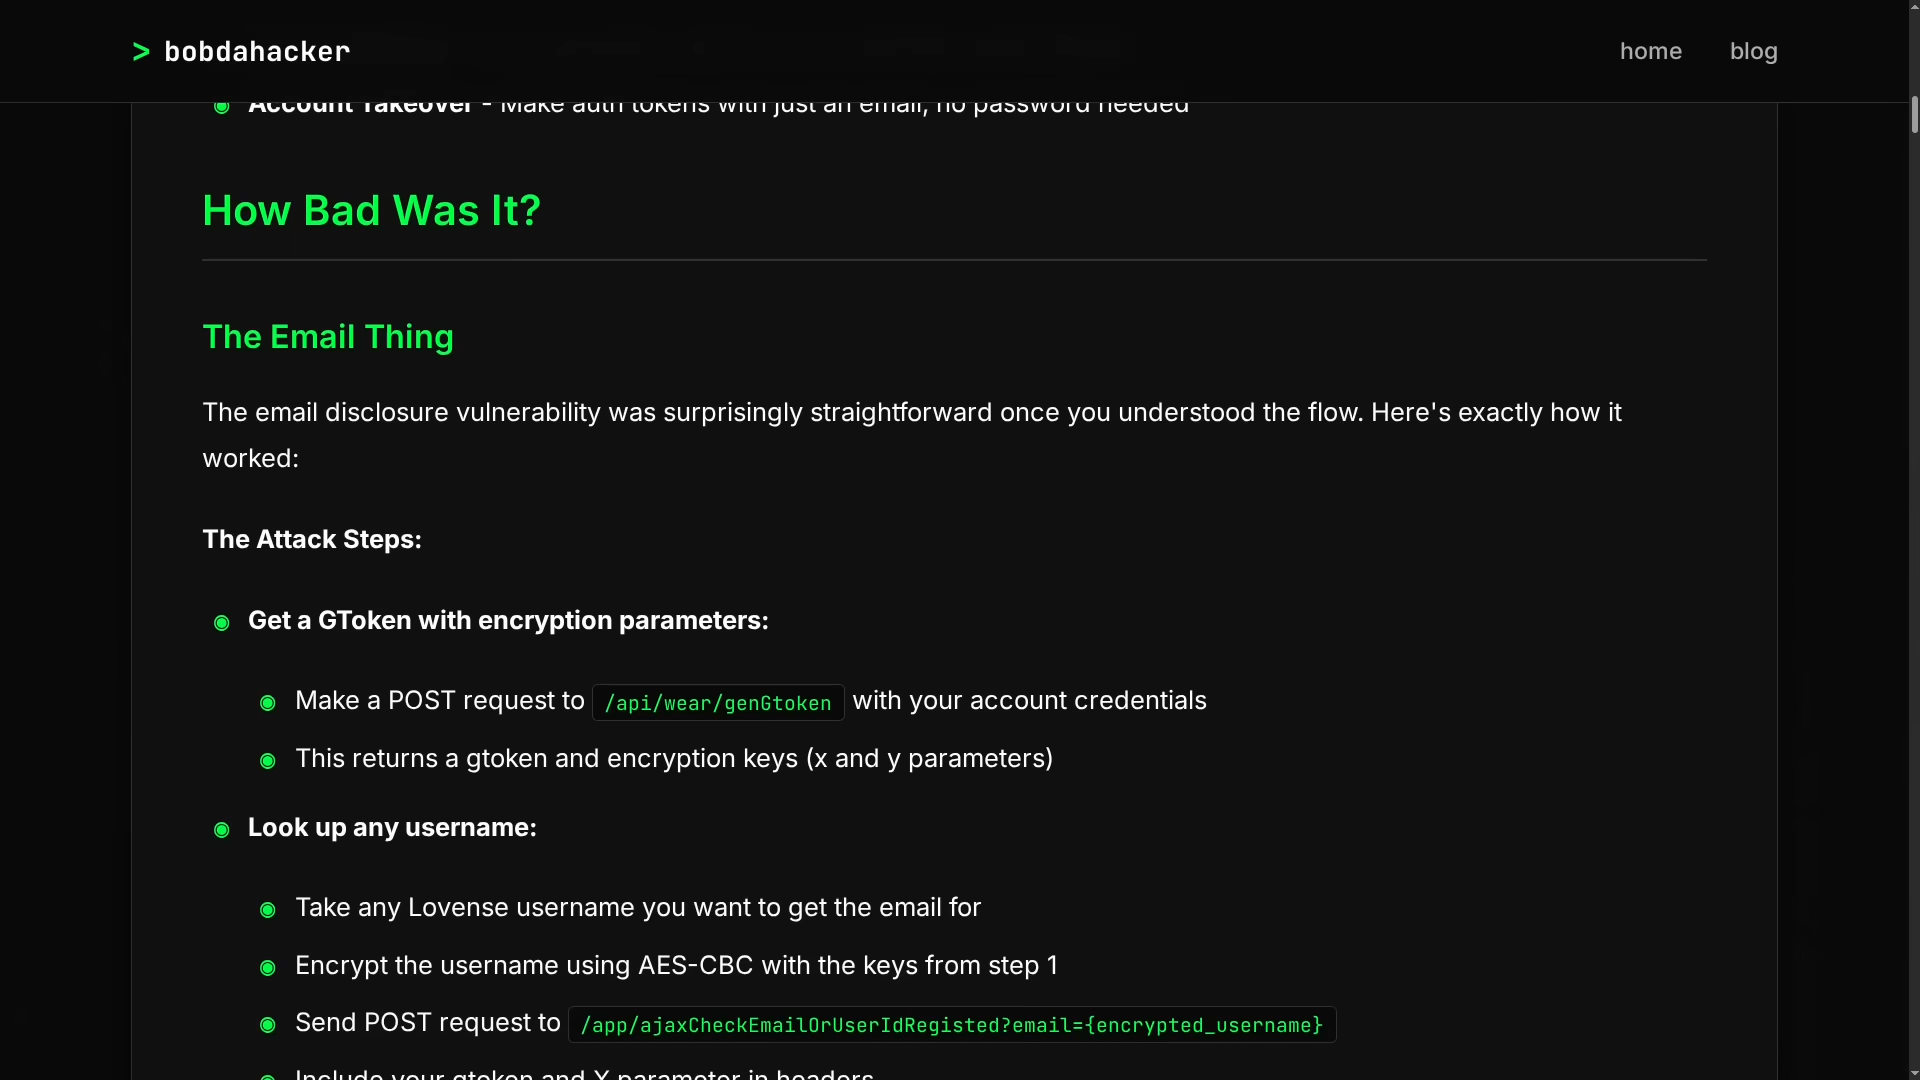 > bobdahacker
home
blog
Account Takeover - Make auth tokens with just an email, no password needed
How Bad Was It?
The Email Thing
The email disclosure vulnerability was surprisingly straightforward once you understood the flow. Here's exactly how it
worked:
The Attack Steps:
Get a GToken with encryption parameters:
Make a POST request to /api/wear/genGtoken with your account credentials
This returns a gtoken and encryption keys (x and y parameters)
Look up any username:
Take any Lovense username you want to get the email for
Encrypt the username using AES-CBC with the keys from step 1
Send POST request to /app/ajaxCheckEmailOrUserIdRegisted?email={encrypted_username}
Include your gtoken and X parameter in headers